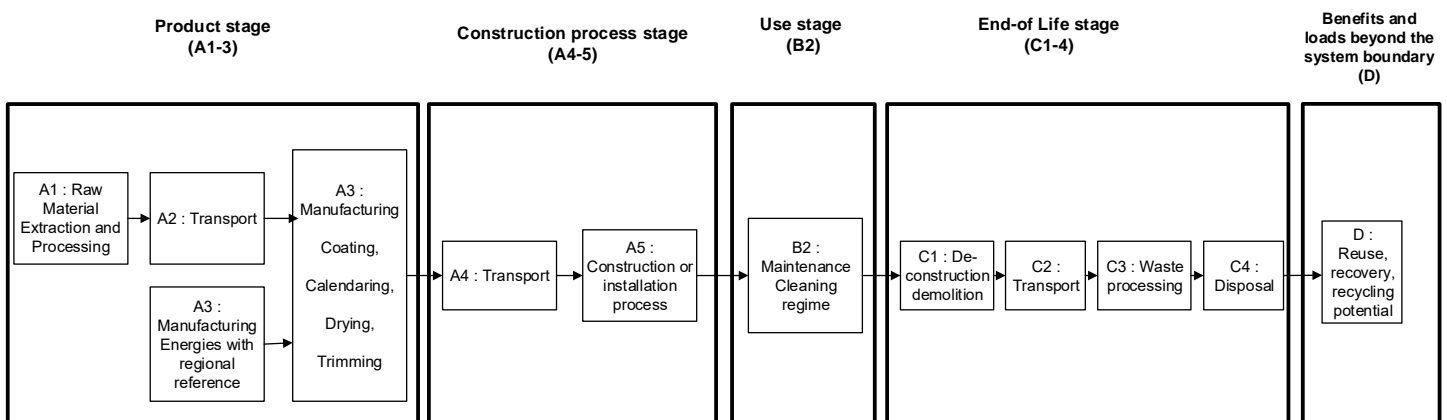 Product stage
(A1-3)
Construction process stage
(A4-5)
Use stage
(B2)
End-of Life stage
(C1-4)
Benefits and
loads beyond the
system boundary
(D)
A1 : Raw
Material
Extraction and
Processing
A2 : Transport
A3 :
Manufacturing
Energies with
regional
reference
A3 :
Manufacturing
Coating,
Calendaring,
Drying,
Trimming
A4 : Transport
A5 :
Construction or
installation
process
B2 :
Maintenance
Cleaning
regime
C1 : De-
construction
demolition
C2 :
Transport
C3 : Waste
processing
C4 :
Disposal
D :
Reuse,
recovery,
recycling
potential